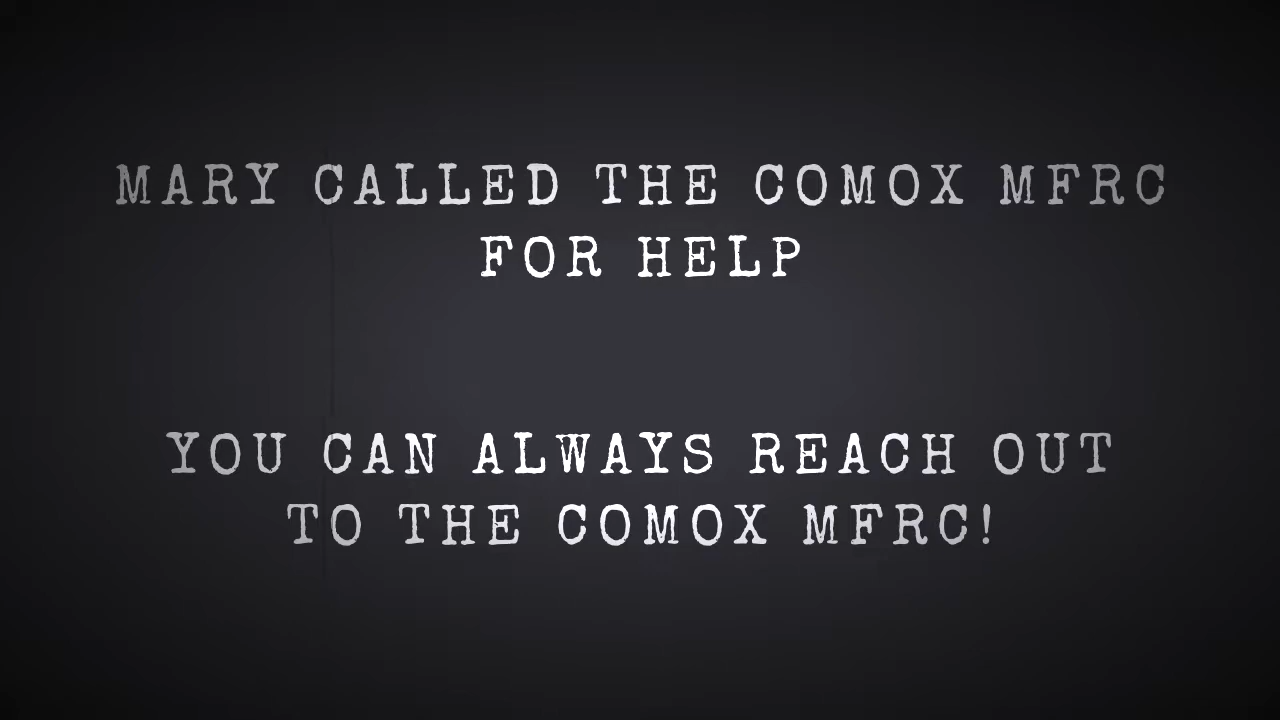 MARY CALLED THE COMOX MFRC
FOR HELP
YOU CAN ALWAYS REACH OUT
TO THE COMOX MFRC!